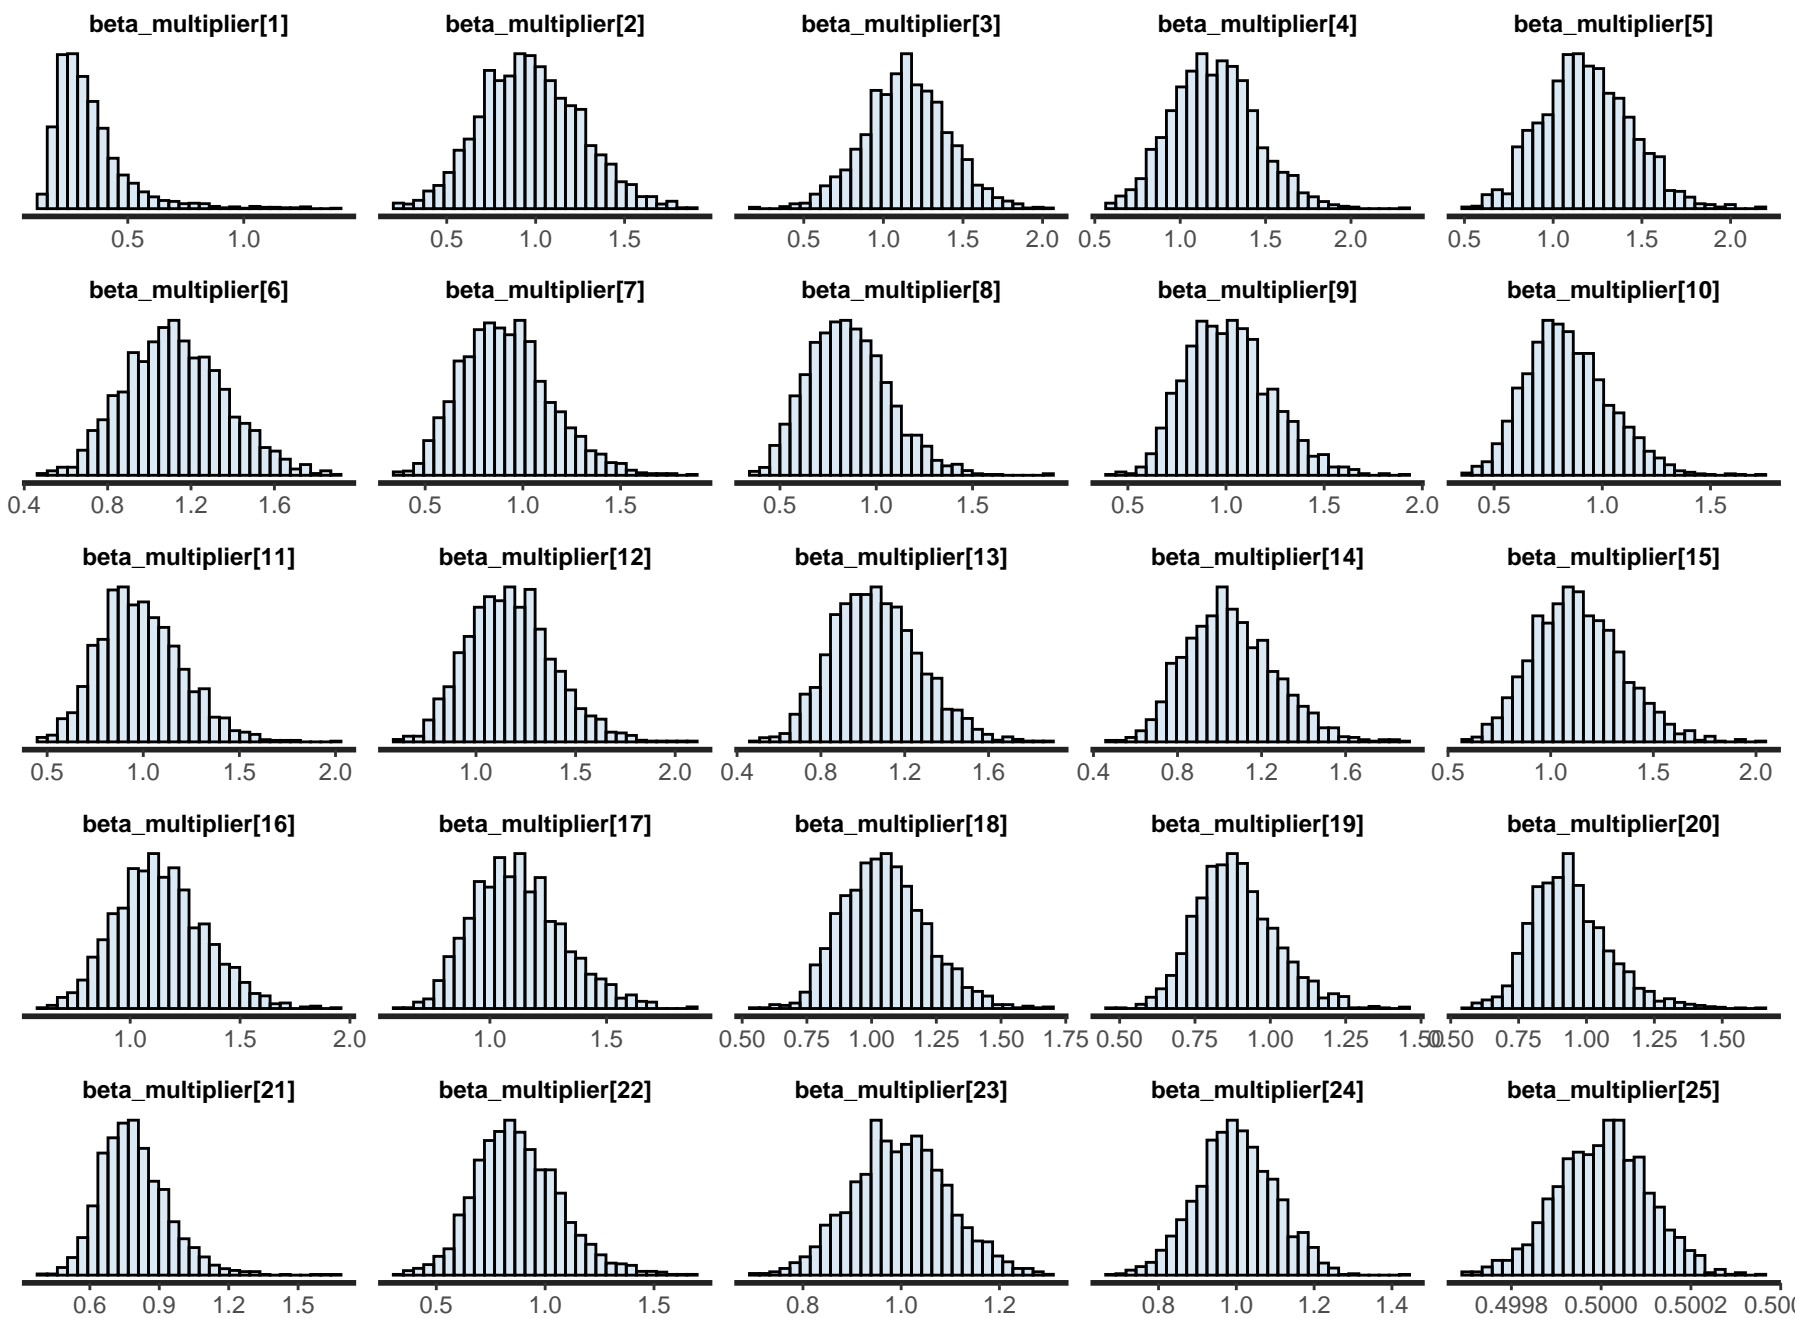 beta_multiplier[1] beta_multiplier[2] beta_multiplier[3] beta_multiplier[4] beta_multiplier[5]
0.5 1.0 0.5 1.0 1.5 0.5 1.0 1.5 2.0 0.5 1.0 1.5 2.0 0.5 1.0 1.5 2.0
beta_multiplier[6] beta_multiplier[7] beta_multiplier[8] beta_multiplier[9] beta_multiplier[10]
0.4 0.8 1.2 1.6 0.5 1.0 1.5 0.5 1.0 1.5 0.5 1.0 1.5 2.0 0.5 1.0 1.5
beta_multiplier[11] beta_multiplier[12] beta_multiplier[13] beta_multiplier[14] beta_multiplier[15]
0.5 1.0 1.5 2.0 1.0 1.5 2.0 0.4 0.8 1.2 1.6 0.4 0.8 1.2 1.6 0.5 1.0 1.5 2.0
beta_multiplier[16] beta_multiplier[17] beta_multiplier[18] beta_multiplier[19] beta_multiplier[20]
1.0 1.5 2.0 1.0 1.5 0.50 0.75 1.00 1.25 1.50 1.75 0.50 0.75 1.00 1.25 1.50 0.50 0.75 1.00 1.25 1.50
beta_multiplier[21] beta_multiplier[22] beta_multiplier[23] beta_multiplier[24] beta_multiplier[25]
0.6 0.9 1.2 1.5 0.5 1.0 1.5 0.8 1.0 1.2 0.8 1.0 1.2 1.4 0.4998 0.5000 0.5002